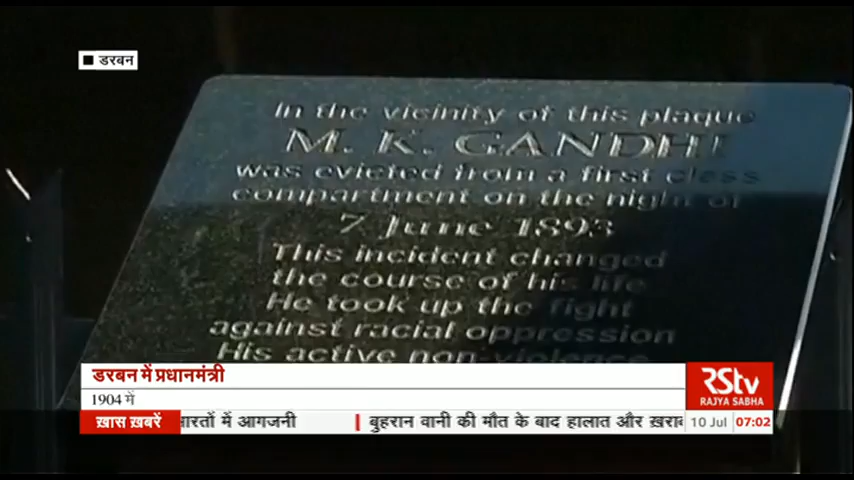 डरबन
In the vicinity of this plaque
M. K. GANDHI
was evicted from a first class
compartment on the night of
7 June 1893
This incident changed
the course of his life
He took up the fight
against racial oppression
His active non-violence
डरबन में प्रधानमंत्री
1904 में
RStv
RAJYA SABHA
ख़ास ख़बरें
में आगजनी
बुहरान वानी की मौत के बाद हालात और
10 Jul 07:02